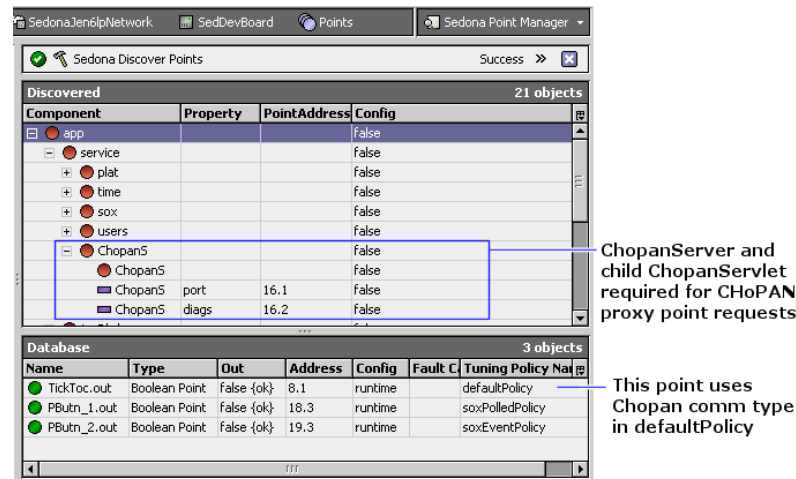 SedonaJen6lpNetwork SedDevBoard Points Sedona Point Manager
Sedona Discover Points Success »
Discovered 21 objects
Component Property PointAddress Config
app false
service false
plat false
time false
sox false
users false
ChopanS false
ChopanS false
ChopanS port 16.1 false
ChopanS diags 16.2 false
ChopanServer and
child ChopanServlet
required for CHoPAN
proxy point requests
Database 3 objects
Name Type Out Address Config Fault C Tuning Policy Nar
TickToc.out Boolean Point false {ok} 8.1 runtime defaultPolicy
PButn_1.out Boolean Point false {ok} 18.3 runtime soxPolledPolicy
PButn_2.out Boolean Point false {ok} 19.3 runtime soxEventPolicy
This point uses
Chopan comm type
in defaultPolicy